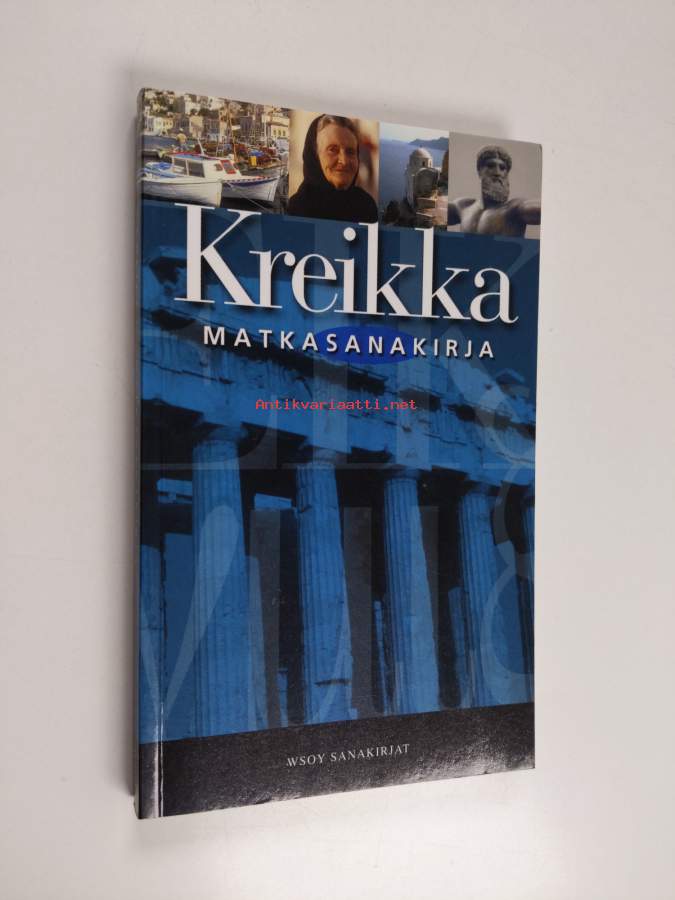 Kreikka
MATKASANAKIRJA
Antikvariaatti.net
WSOY SANAKIRJAT